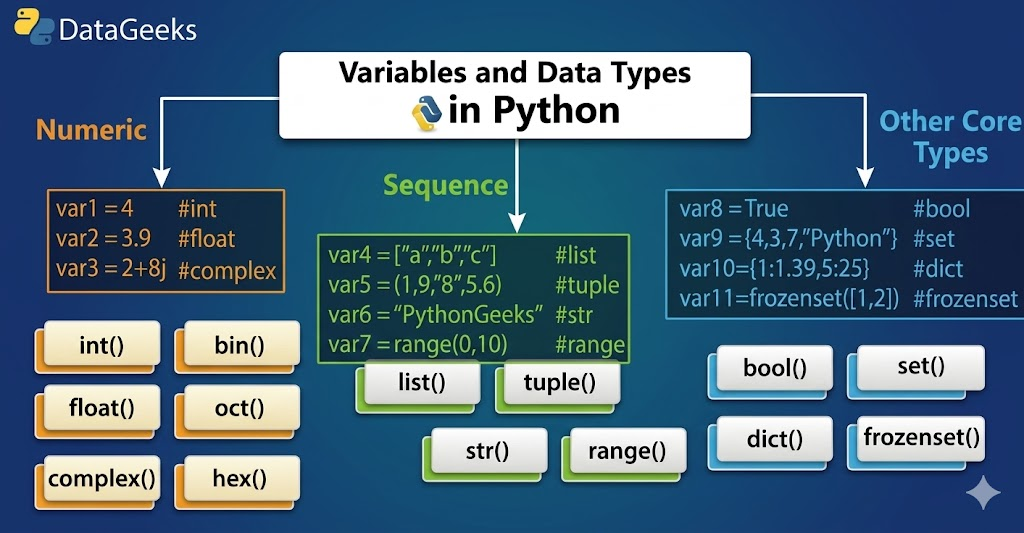 DataGeeks
Variables and Data Types
in Python
Numeric
var1 = 4 #int
var2 = 3.9 #float
var3 = 2+8j #complex
int() bin()
float() oct()
complex() hex()
Sequence
var4 = ["a",”b”,”c”] #list
var5 = (1,9,”8”,5.6) #tuple
var6 = “PythonGeeks” #str
var7 = range(0,10) #range
list() tuple()
str() range()
Other Core
Types
var8 = True #bool
var9 = {4,3,7,”Python”} #set
var10={1:1.39,5:25} #dict
var11=frozenset([1,2]) #frozenset
bool() set()
dict() frozenset()